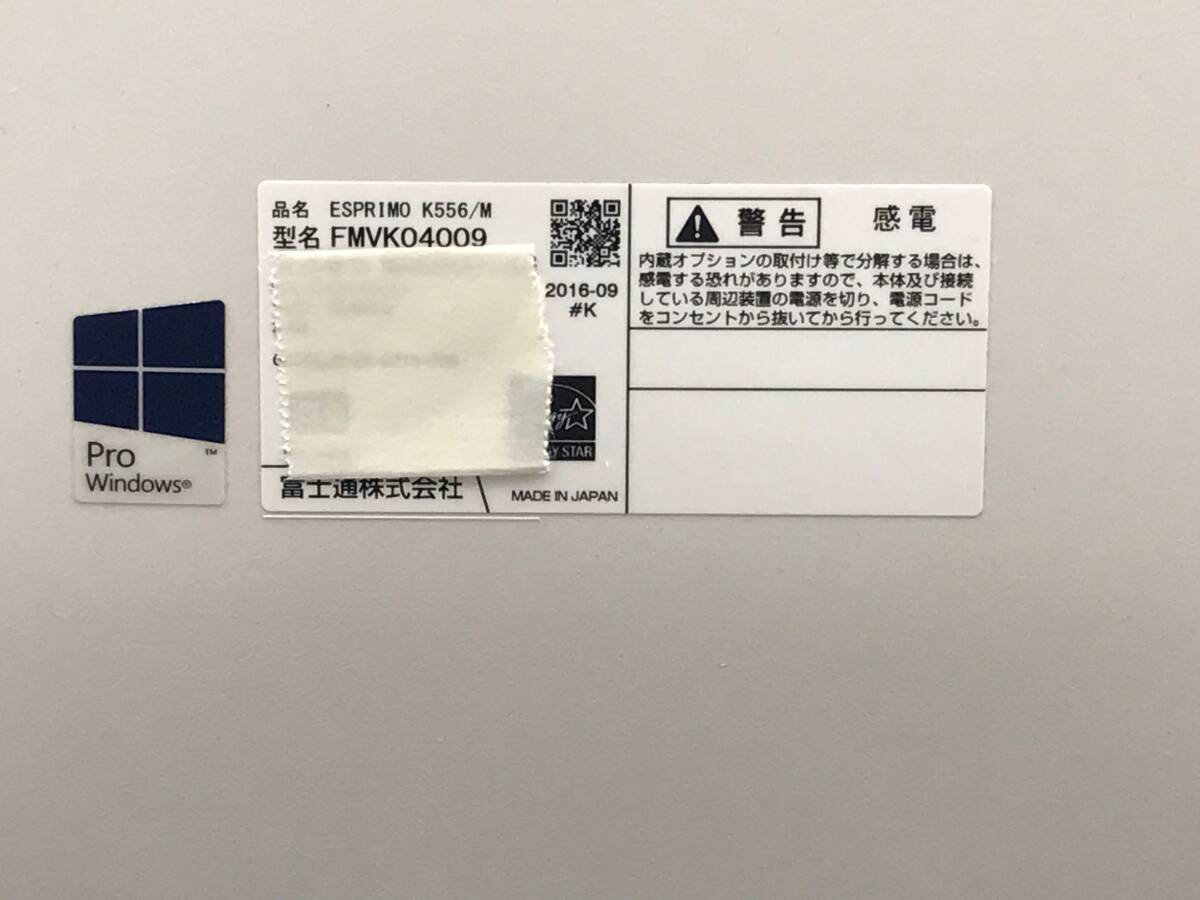 品名 ESPRIMO K556/M
型名 FMVK04009
2016-09
#K
Y STAR
富士通株式会社
MADE IN JAPAN
警告 感電
内蔵オプションの取付け等で分解する場合は、
感電する恐れがありますので、本体及び接続
している周辺装置の電源を切り、電源コード
をコンセントから抜いてから行ってください。
Pro ™
Windows®